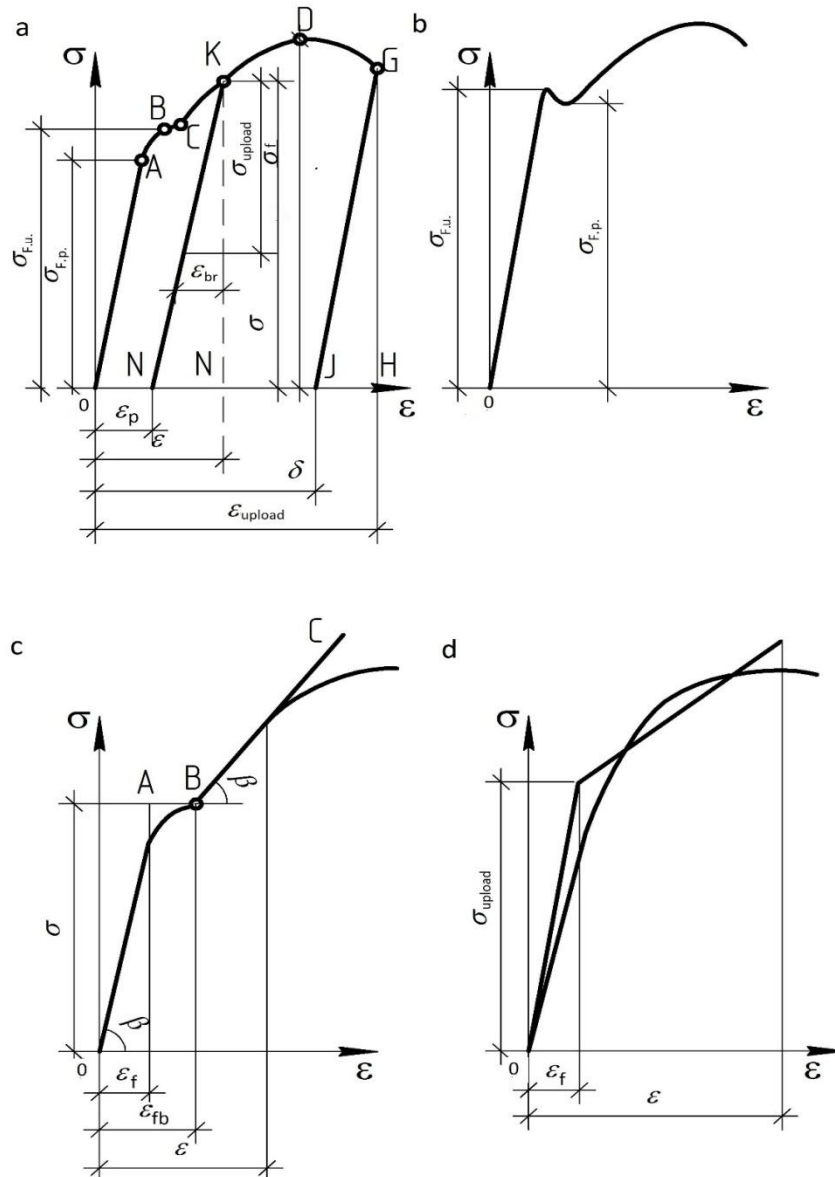 a
σ
D
K
G
B
C
A
σupload
σf
σF.u.
σF.p.
εbr
σ
N
N
J
H
0
ε
εp
ε
δ
εupload
b
σ
σF.u.
σF.p.
0
ε
c
C
σ
A
B
β
σ
β
0
ε
εf
εfb
ε
d
σ
σupload
0
ε
εf
ε